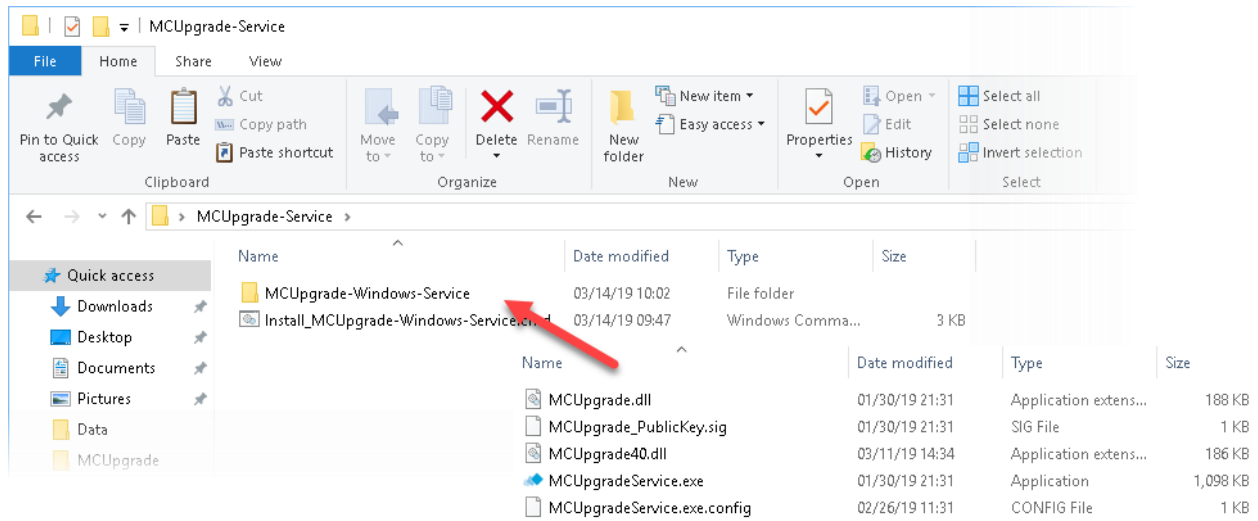 MCUpgrade-Service
File Home Share View
Pin to Quick access
Copy
Paste
Cut
Copy path
Paste shortcut
Clipboard
Move to
Copy to
Delete
Rename
Organize
New folder
New item
Easy access
New
Properties
Open
Edit
History
Open
Select all
Select none
Invert selection
Select
MCUpgrade-Service
Quick access
Downloads
Desktop
Documents
Pictures
Data
MCUpgrade
Name Date modified Type Size
MCUpgrade-Windows-Service 03/14/19 10:02 File folder
Install_MCUpgrade-Windows-Service.cmd 03/14/19 09:47 Windows Comma... 3 KB
Name Date modified Type Size
MCUpgrade.dll 01/30/19 21:31 Application extens... 188 KB
MCUpgrade_PublicKey.sig 01/30/19 21:31 SIG File 1 KB
MCUpgrade40.dll 03/11/19 14:34 Application extens... 186 KB
MCUpgradeService.exe 01/30/19 21:31 Application 1,098 KB
MCUpgradeService.exe.config 02/26/19 11:31 CONFIG File 1 KB